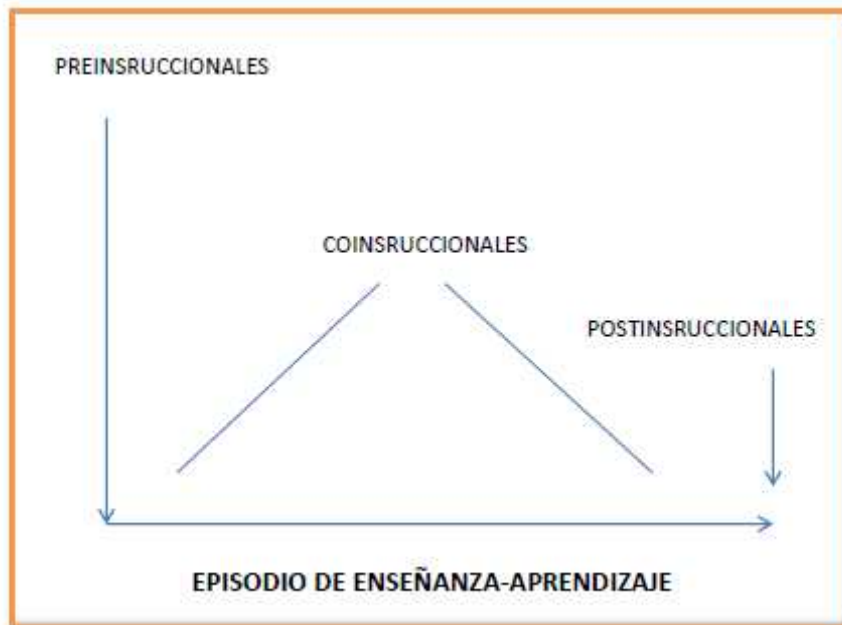 PREINSRUCCIONALES
COINSRUCCIONALES
POSTINSRUCCIONALES
EPISODIO DE ENSEÑANZA-APRENDIZAJE